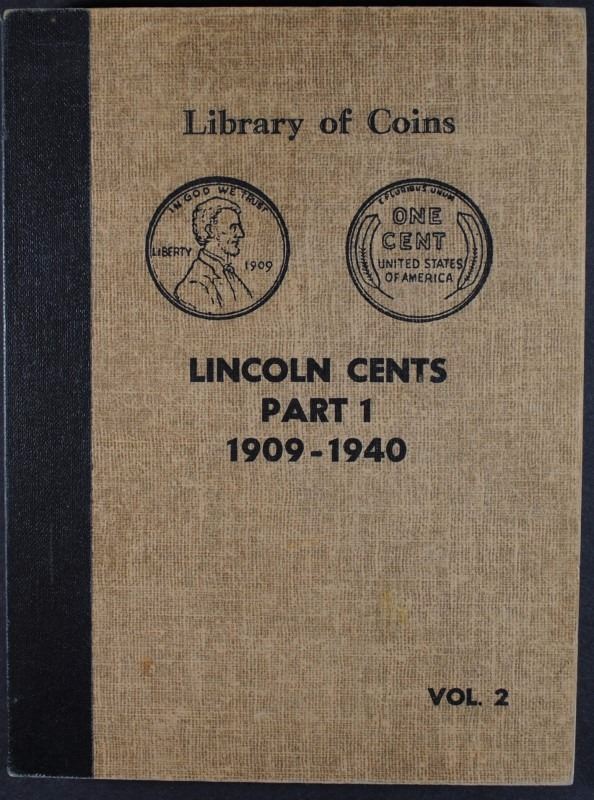 Library of Coins
IN GOD WE TRUST
LIBERTY
1909
E PLURIBUS UNUM
ONE
CENT
UNITED STATES
OF AMERICA
LINCOLN CENTS
PART 1
1909-1940
VOL. 2